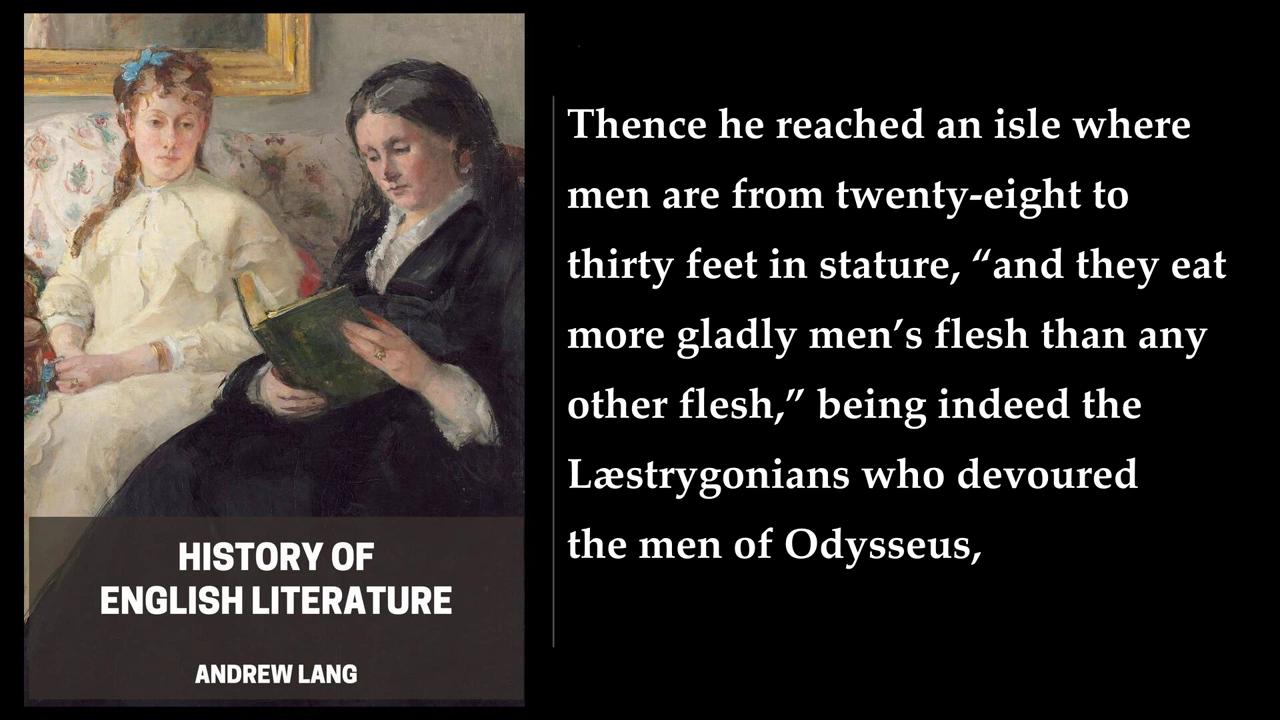 HISTORY OF
ENGLISH LITERATURE
ANDREW LANG
Thence he reached an isle where
men are from twenty-eight to
thirty feet in stature, “and they eat
more gladly men’s flesh than any
other flesh,” being indeed the
Læstrygonians who devoured
the men of Odysseus,